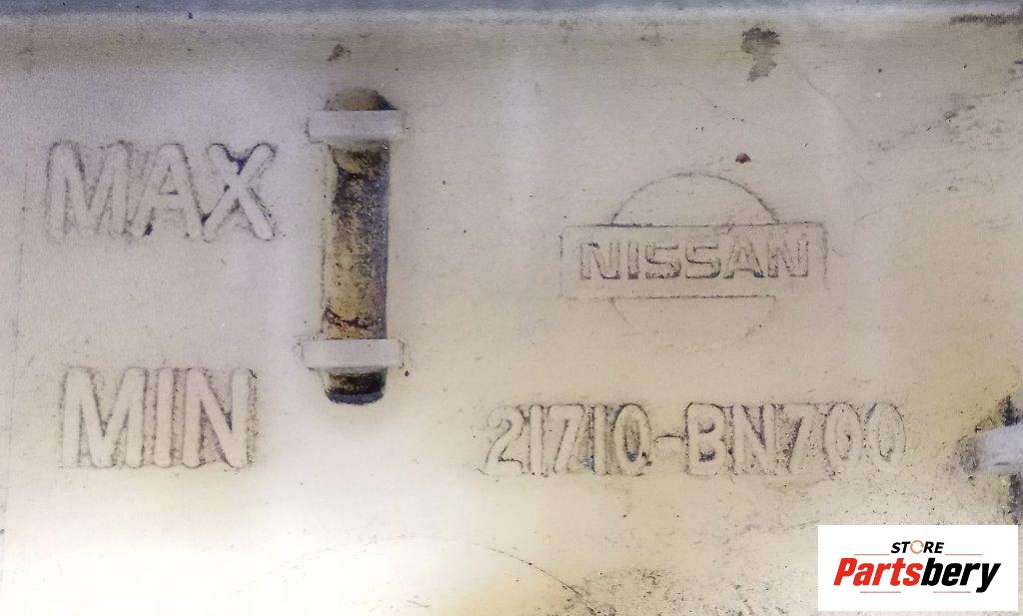 MAX
NISSAN
MIN
21710-BN700
STORE
Partsbery